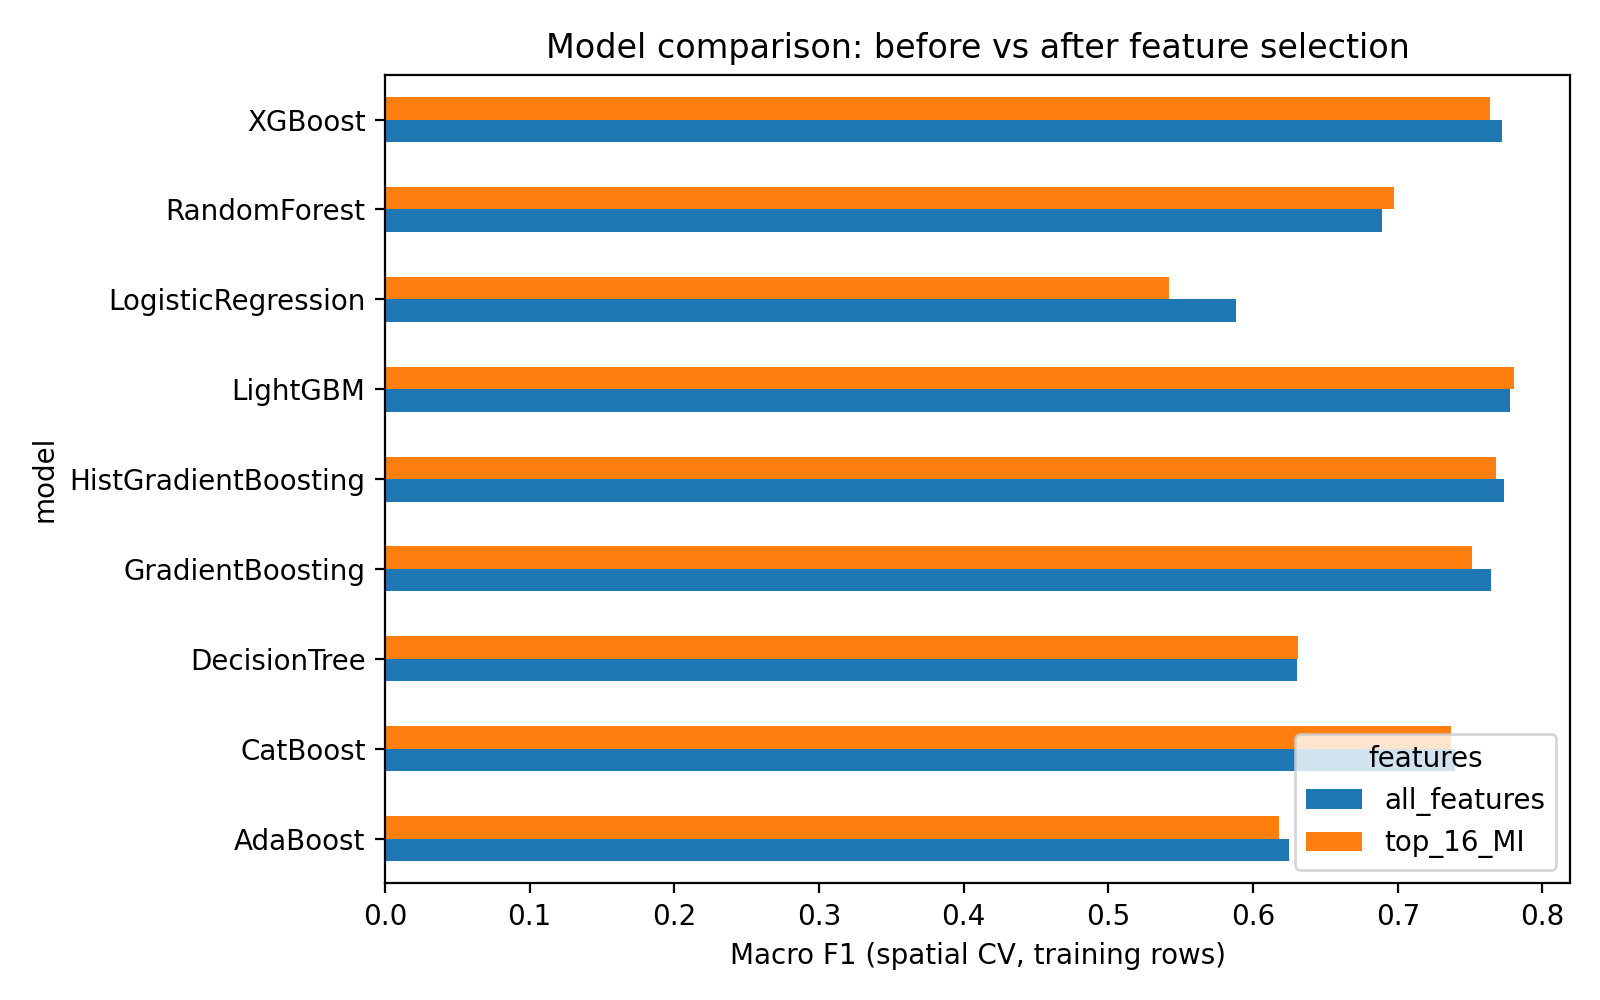 Model comparison: before vs after feature selection
model
XGBoost
RandomForest
LogisticRegression
LightGBM
HistGradientBoosting
GradientBoosting
DecisionTree
CatBoost
AdaBoost
features
all_features
top_16_MI
0.0 0.1 0.2 0.3 0.4 0.5 0.6 0.7 0.8
Macro F1 (spatial CV, training rows)